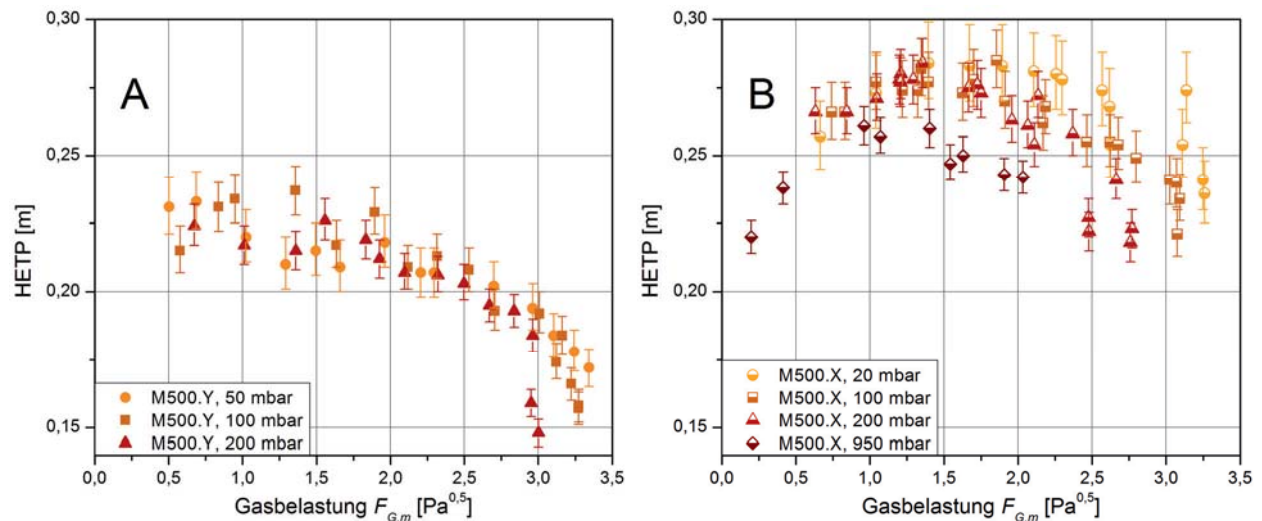 A
HETP [m]
0,30
0,25
0,20
0,15
M500.Y, 50 mbar
M500.Y, 100 mbar
M500.Y, 200 mbar
0,0 0,5 1,0 1,5 2,0 2,5 3,0 3,5
Gasbelastung F_{G,m} [Pa^{0,5}]
B
HETP [m]
0,30
0,25
0,20
0,15
M500.X, 20 mbar
M500.X, 100 mbar
M500.X, 200 mbar
M500.X, 950 mbar
0,0 0,5 1,0 1,5 2,0 2,5 3,0 3,5
Gasbelastung F_{G,m} [Pa^{0,5}]